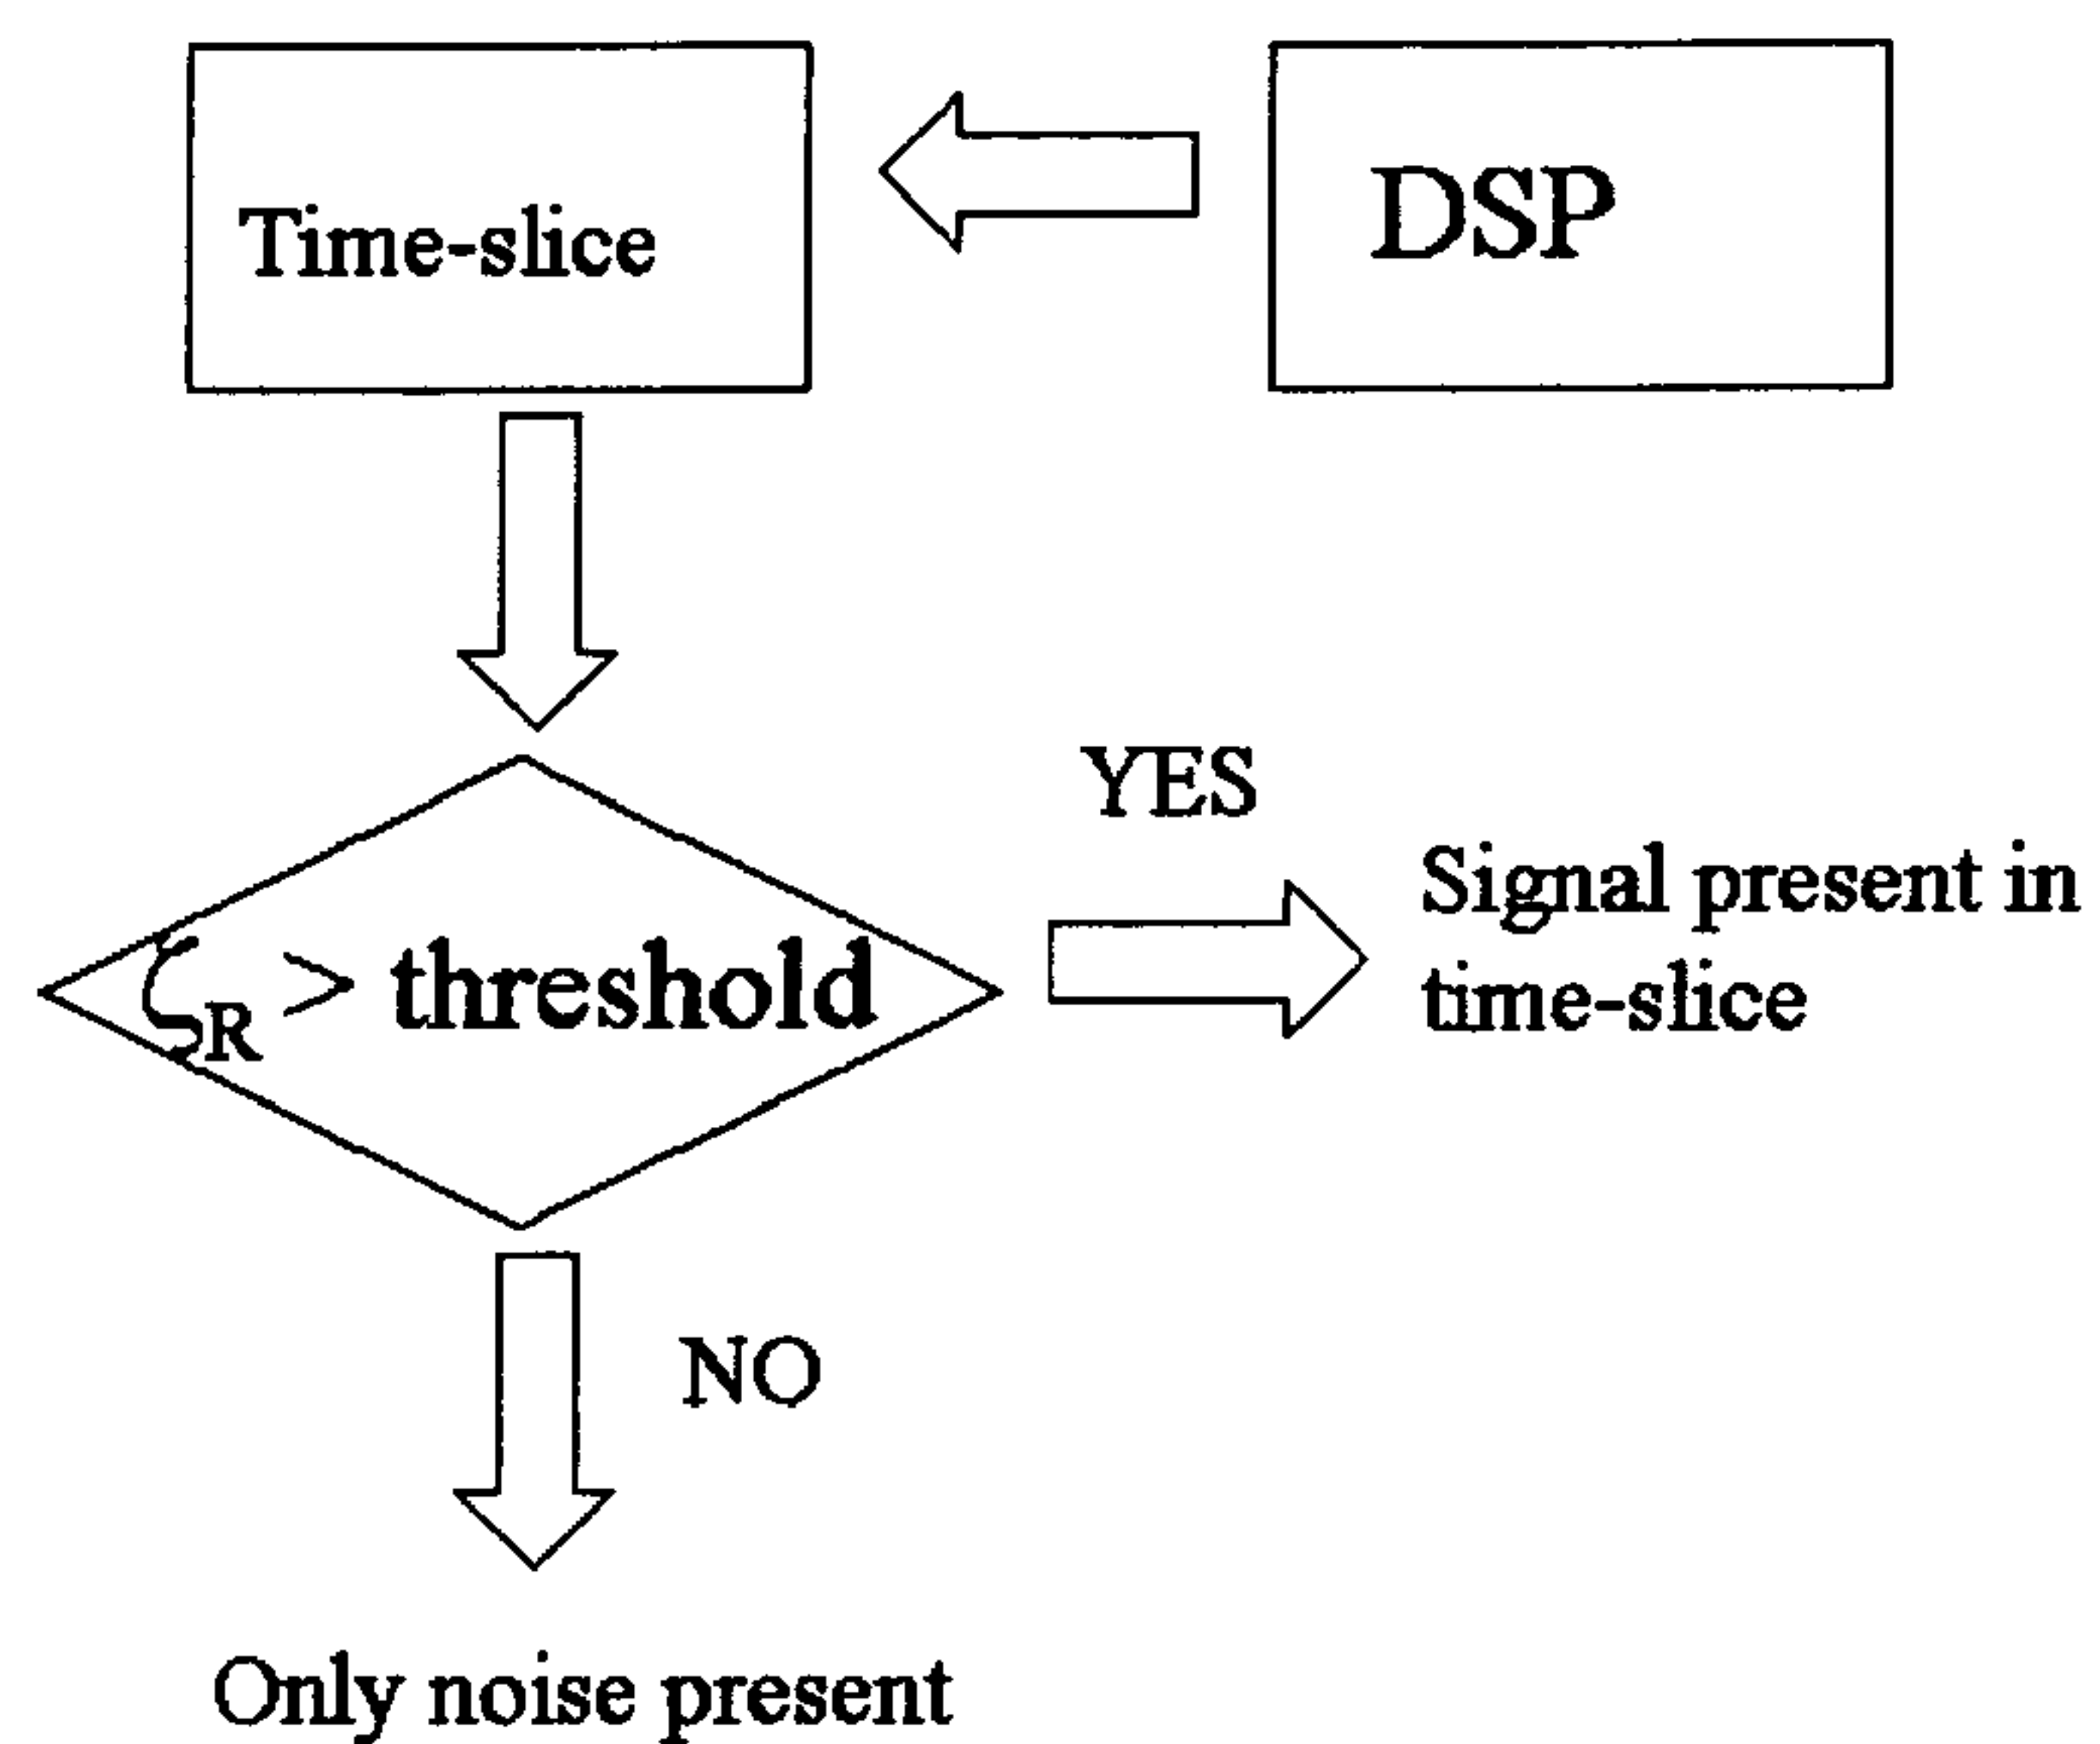 Time-slice
DSP
YES
Signal present in
time-slice
ζR > threshold
NO
Only noise present